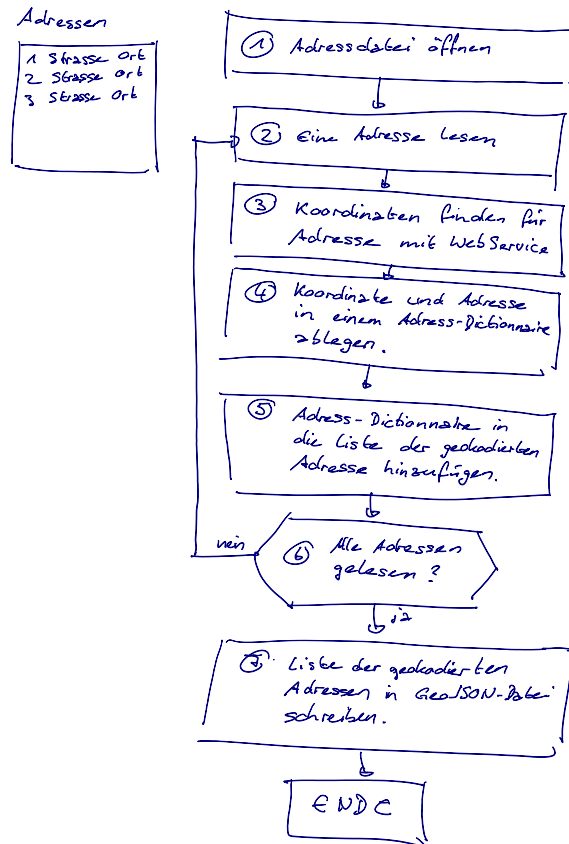 Adressen
1 Strasse Ort
2 Strasse Ort
3 Strasse Ort
1 Adressdatei öffnen
2 Eine Adresse lesen
3 Koordinaten finden für
Adresse mit WebService
4 Koordinate und Adresse
in einem Adress-Dictionnaire
ablegen.
5 Adress-Dictionnaire in
die Liste der geokodierten
Adresse hinzufügen.
6 Alle Adressen
gelesen?
nein
ja
7 Liste der geokodierten
Adressen in GeoJSON-Datei
schreiben.
ENDE